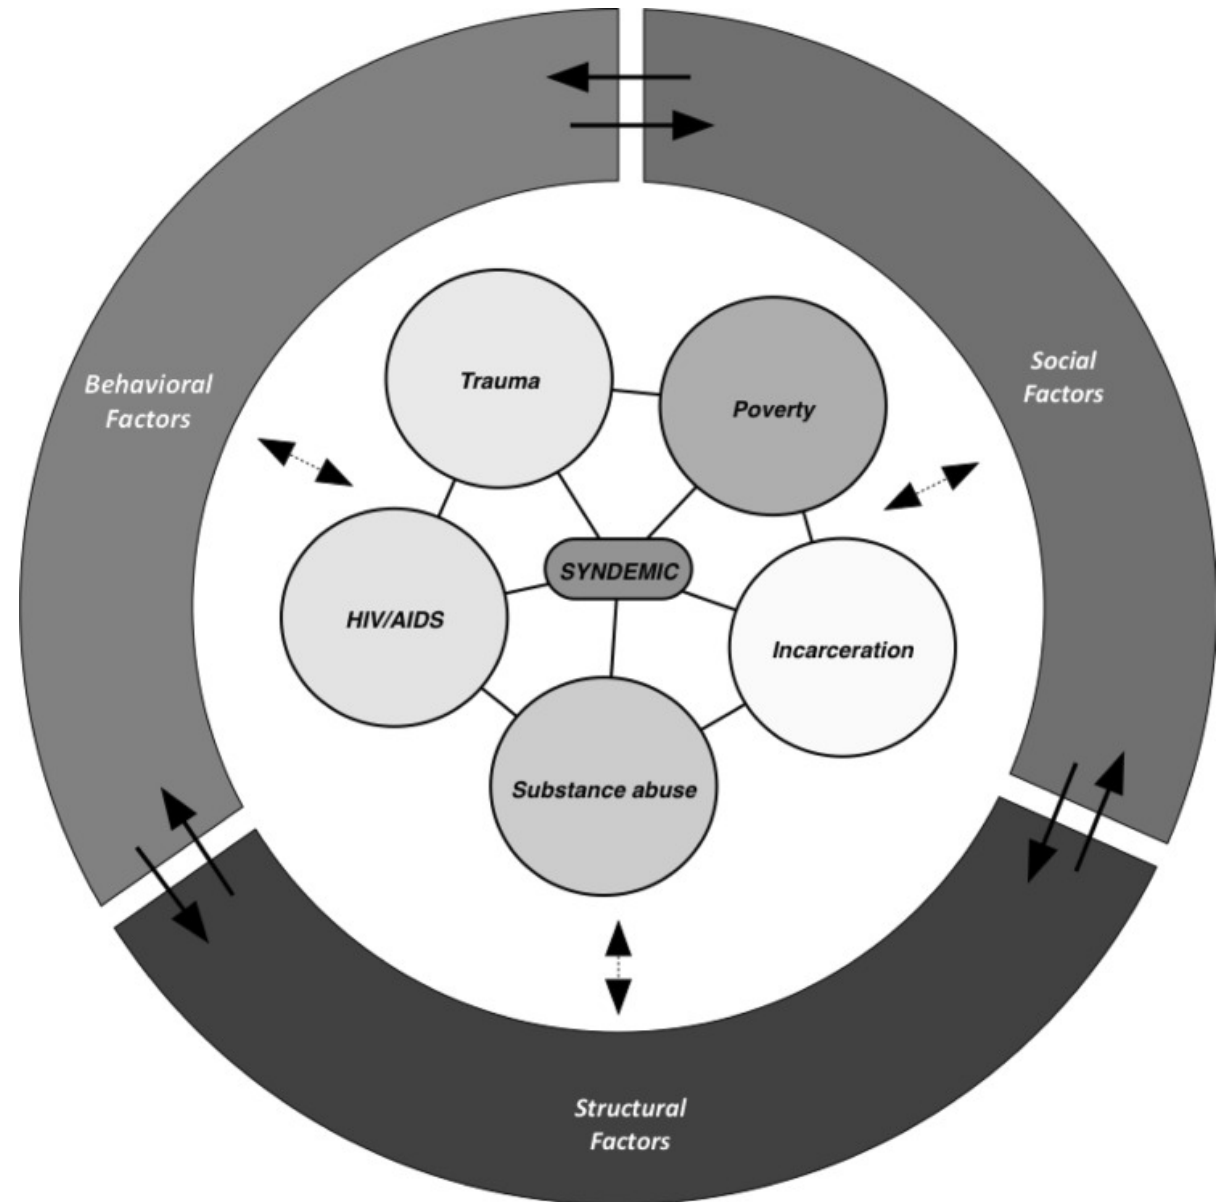 Behavioral
Factors
Social
Factors
Trauma
Poverty
SYNDEMIC
HIV/AIDS
Incarceration
Substance abuse
Structural
Factors